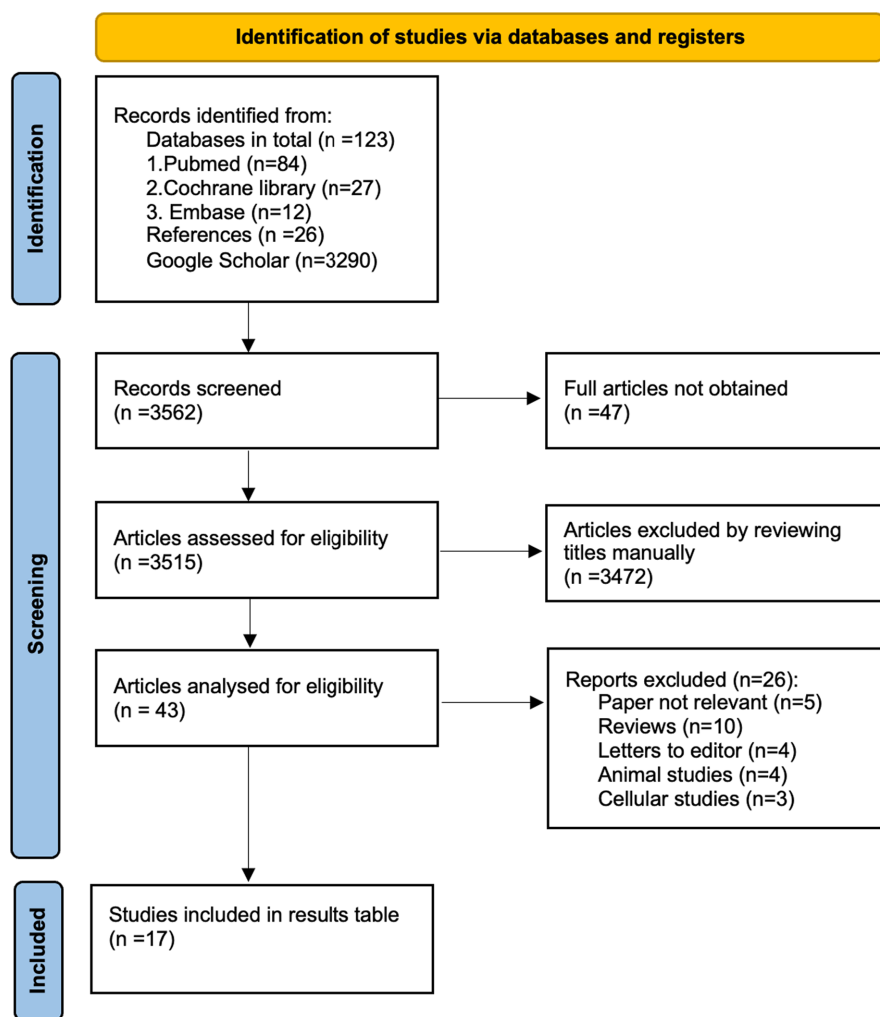 Identification of studies via databases and registers
Identification
Records identified from:
Databases in total (n =123)
1.Pubmed (n=84)
2.Cochrane library (n=27)
3. Embase (n=12)
References (n =26)
Google Scholar (n=3290)
Screening
Records screened
(n =3562)
Full articles not obtained
(n =47)
Articles assessed for eligibility
(n =3515)
Articles excluded by reviewing
titles manually
(n =3472)
Articles analysed for eligibility
(n = 43)
Reports excluded (n=26):
Paper not relevant (n=5)
Reviews (n=10)
Letters to editor (n=4)
Animal studies (n=4)
Cellular studies (n=3)
Included
Studies included in results table
(n =17)